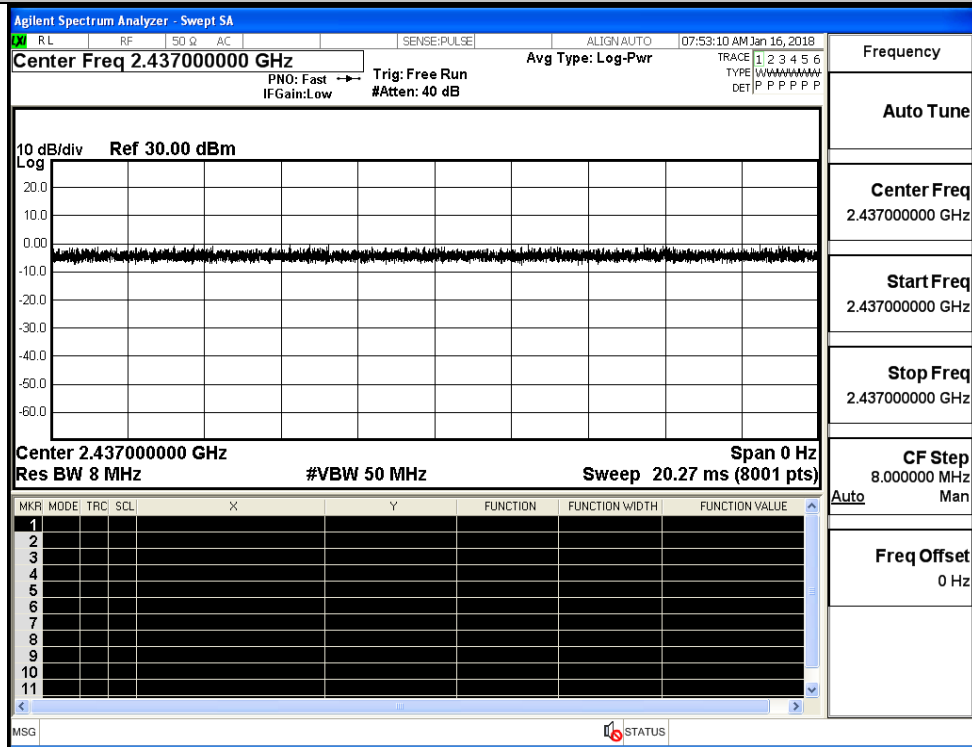 Agilent Spectrum Analyzer - Swept SA
LXI RL RF 50 Ω AC SENSE:PULSE ALIGN AUTO 07:53:10 AM Jan 16, 2018
Center Freq 2.437000000 GHz
Avg Type: Log-Pwr
TRACE 1 2 3 4 5 6
PNO: Fast Trig: Free Run
TYPE WWWWWWW
IFGain:Low #Atten: 40 dB
DET P P P P P P
10 dB/div Ref 30.00 dBm
Log
20.0
10.0
0.00
-10.0
-20.0
-30.0
-40.0
-50.0
-60.0
Center 2.437000000 GHz Span 0 Hz
Res BW 8 MHz #VBW 50 MHz Sweep 20.27 ms (8001 pts)
MKR MODE TRC SCL X Y FUNCTION FUNCTION WIDTH FUNCTION VALUE
1
2
3
4
5
6
7
8
9
10
11
MSG STATUS
Frequency
Auto Tune
Center Freq
2.437000000 GHz
Start Freq
2.437000000 GHz
Stop Freq
2.437000000 GHz
CF Step
8.000000 MHz
Auto Man
Freq Offset
0 Hz